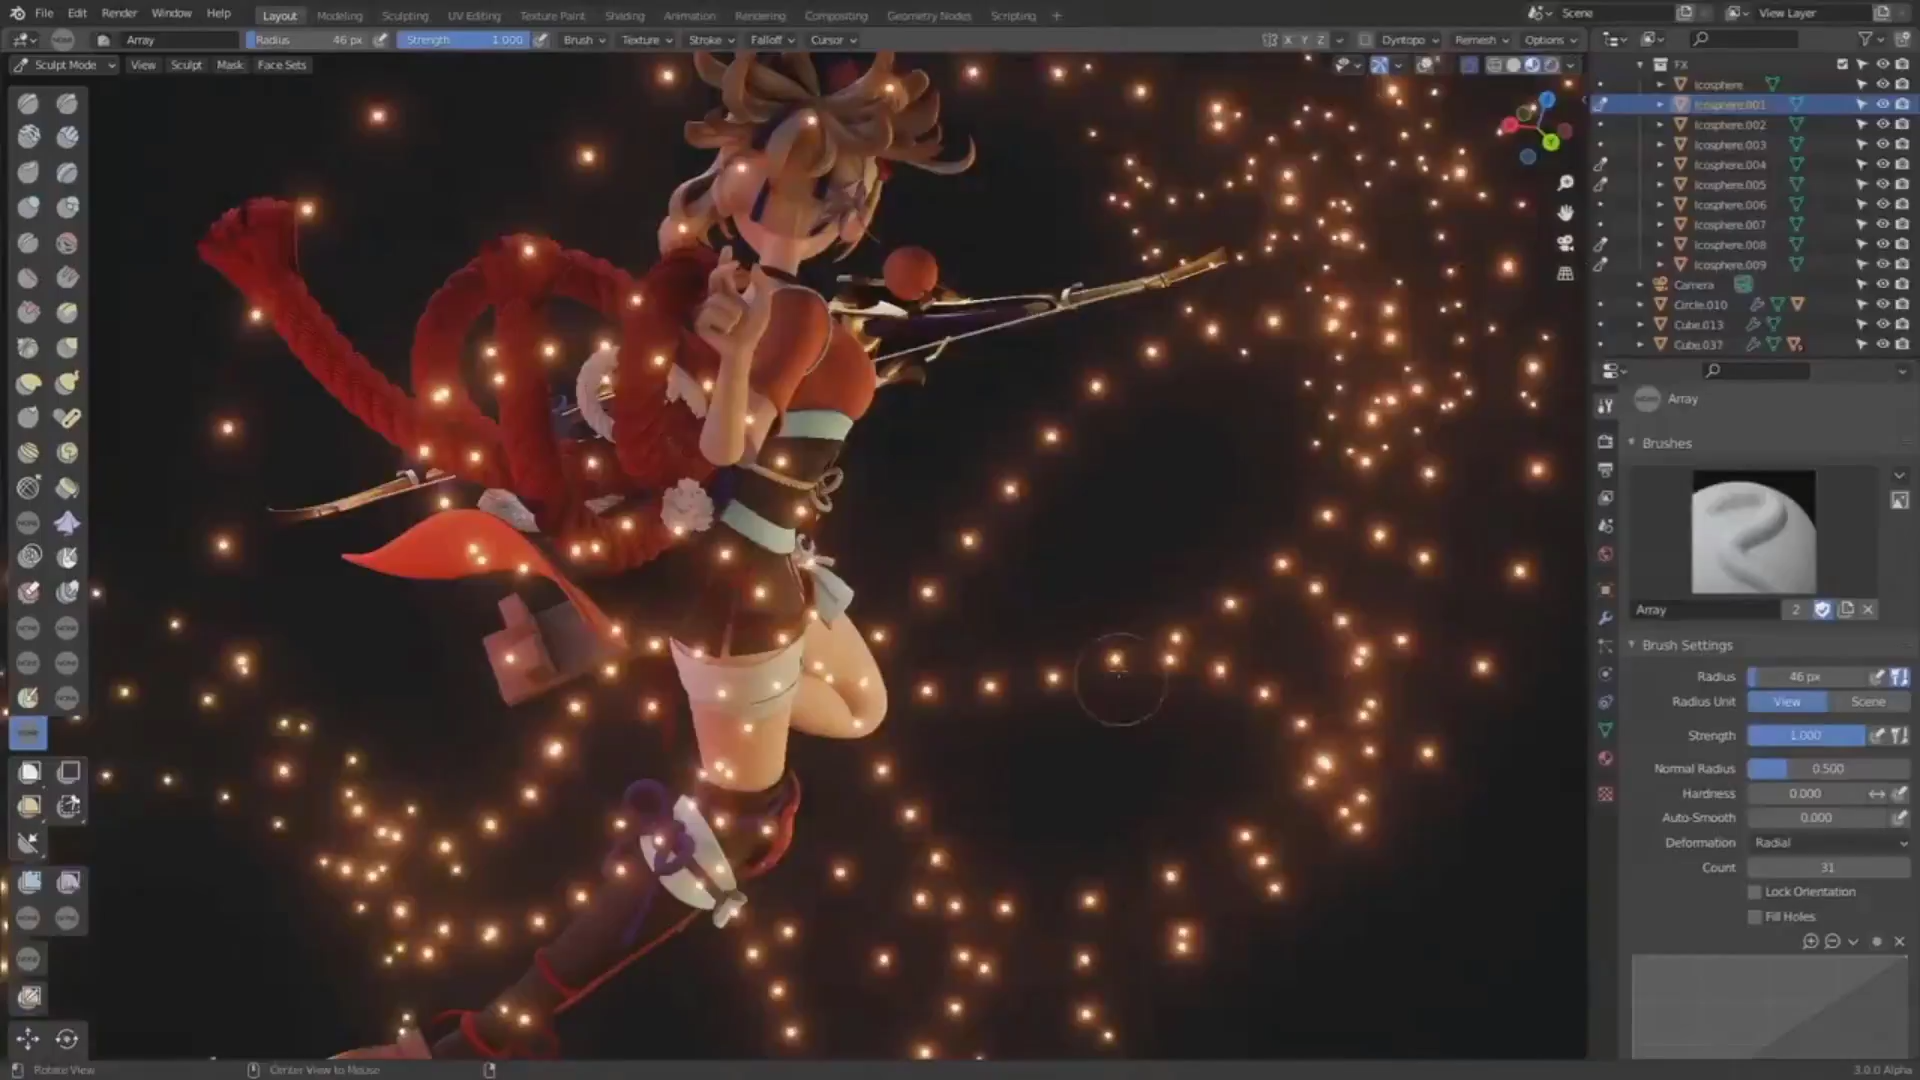 File Edit Render Window Help Layout Modeling Sculpting UV Editing Texture Paint Shading Animation Rendering Compositing Geometry Nodes Scripting + Scene View Layer
Array Radius 46 px Strength 1.000 Brush Texture Stroke Falloff Cursor X Y Z Dyntopo Remesh Options
Sculpt Mode View Sculpt Mask Face Sets
FX
Icosphere
Icosphere.001
Icosphere.002
Icosphere.003
Icosphere.004
Icosphere.005
Icosphere.006
Icosphere.007
Icosphere.008
Icosphere.009
Camera
Circle.010
Cube.013
Cube.037
Array
Brushes
Array 2
Brush Settings
Radius 46 px
Radius Unit View Scene
Strength 1.000
Normal Radius 0.500
Hardness 0.000
Auto-Smooth 0.000
Deformation Radial
Count 31
Lock Orientation
Fill Holes
Rotate View Center View to Mouse 3.0.0 Alpha